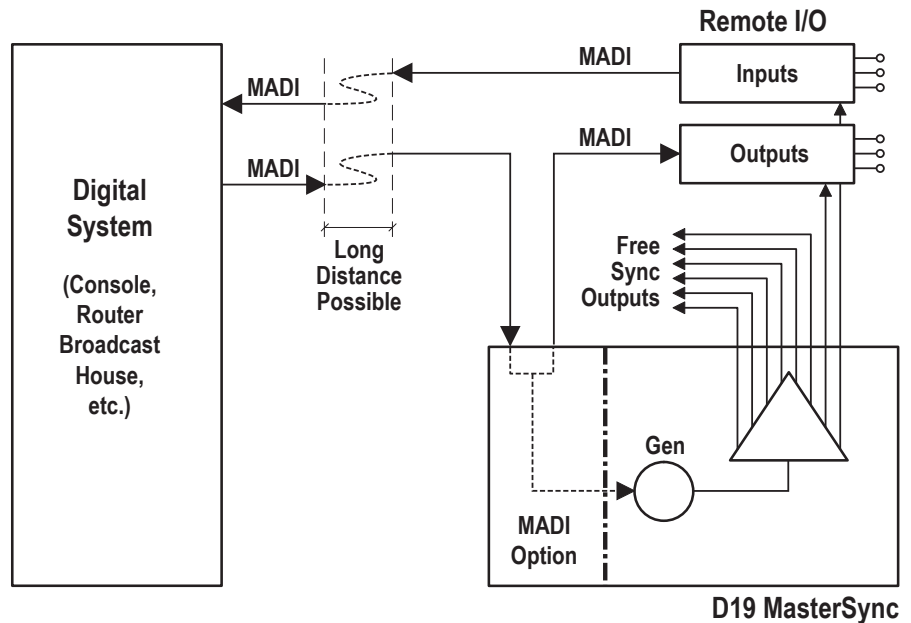 Remote I/O
MADI
Inputs
MADI
MADI
Outputs
MADI
Digital
System
(Console,
Router
Broadcast
House,
etc.)
Long
Distance
Possible
Free
Sync
Outputs
Gen
MADI
Option
D19 MasterSync